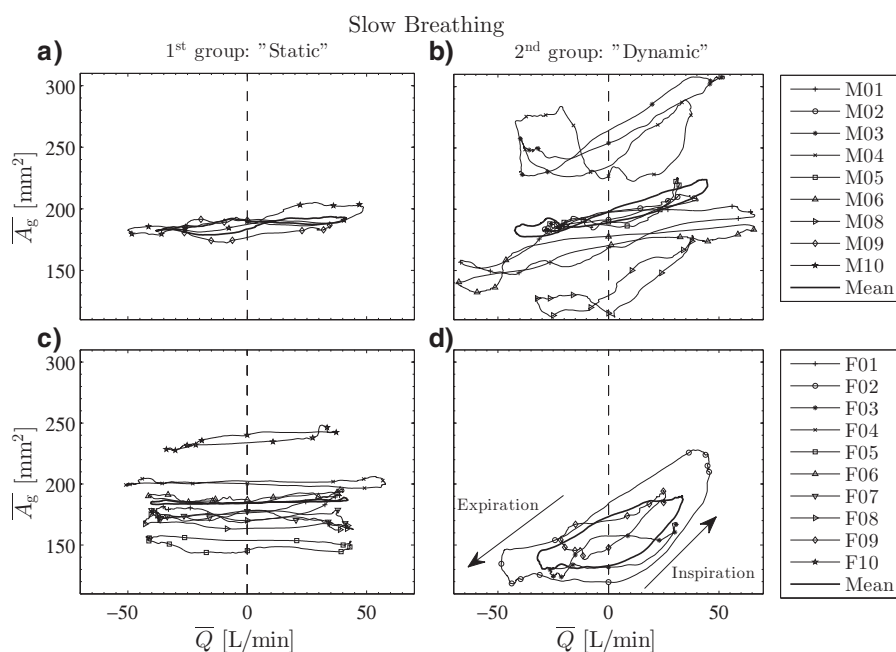 Slow Breathing
a) 1st group: "Static"
b) 2nd group: "Dynamic"
300
250
200
150
A̅g [mm²]
M01
M02
M03
M04
M05
M06
M08
M09
M10
Mean
c)
d)
300
250
200
150
A̅g [mm²]
Expiration
Inspiration
−50 0 50
−50 0 50
Q̅ [L/min]
Q̅ [L/min]
F01
F02
F03
F04
F05
F06
F07
F08
F09
F10
Mean